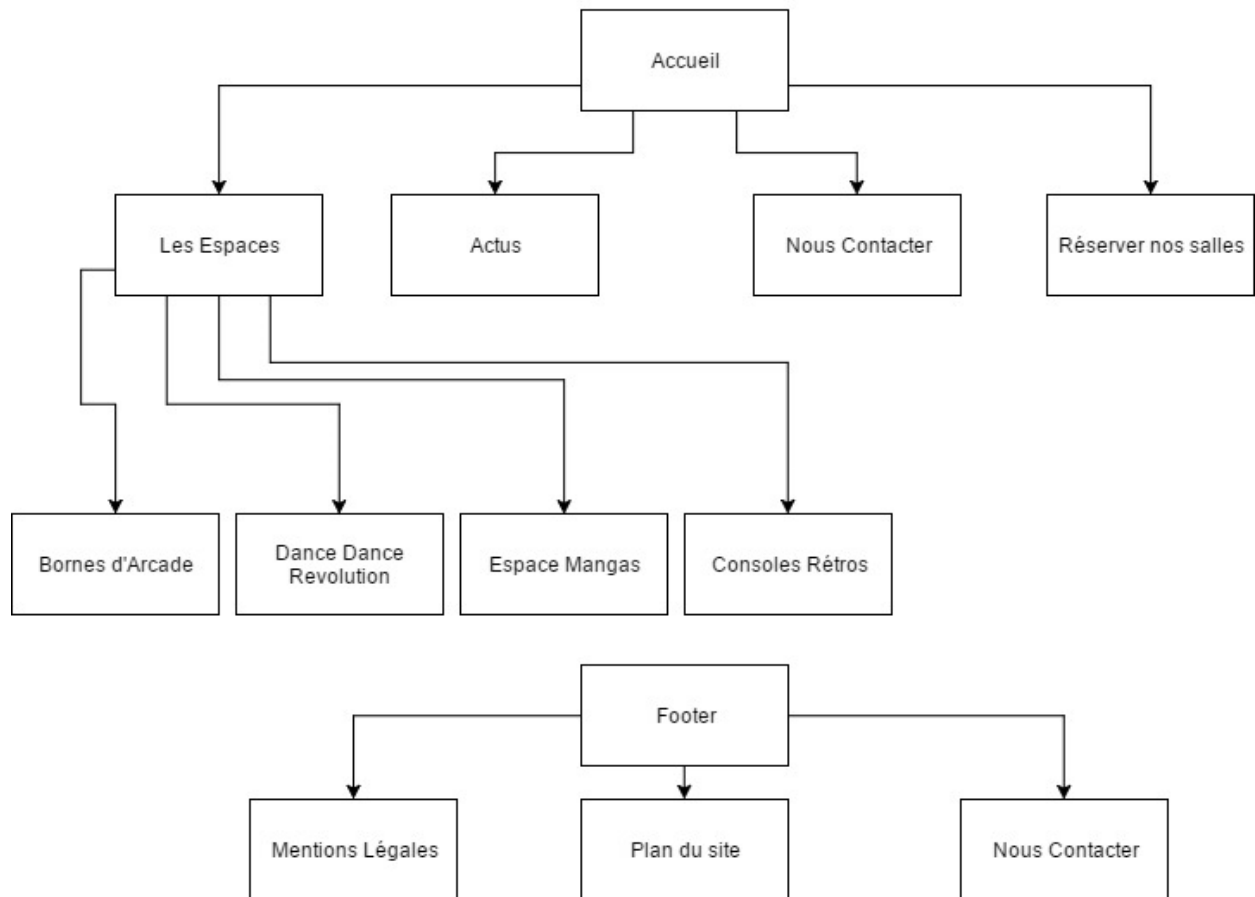 Accueil
Les Espaces
Actus
Nous Contacter
Réserver nos salles
Bornes d'Arcade
Dance Dance
Revolution
Espace Mangas
Consoles Rétros
Footer
Mentions Légales
Plan du site
Nous Contacter